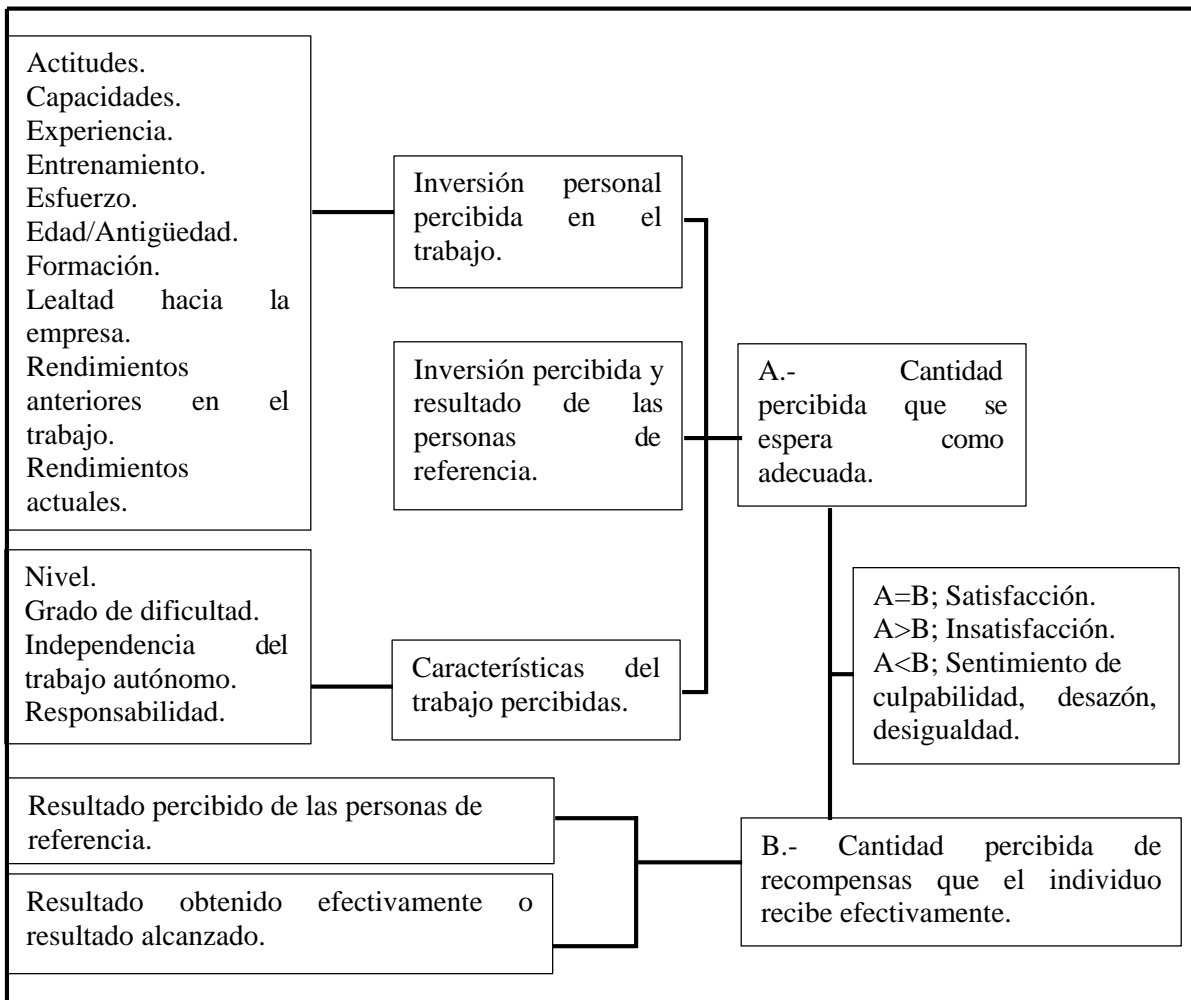 Actitudes.
Capacidades.
Experiencia.
Entrenamiento.
Esfuerzo.
Edad/Antigüedad.
Formación.
Lealtad hacia la
empresa.
Rendimientos
anteriores en el
trabajo.
Rendimientos
actuales.
Inversión personal
percibida en el
trabajo.
Inversión percibida y
resultado de las
personas de
referencia.
A.- Cantidad
percibida que se
espera como
adecuada.
Nivel.
Grado de dificultad.
Independencia del
trabajo autónomo.
Responsabilidad.
Características del
trabajo percibidas.
A=B; Satisfacción.
A>B; Insatisfacción.
A<B; Sentimiento de
culpabilidad, desazón,
desigualdad.
Resultado percibido de las personas de
referencia.
Resultado obtenido efectivamente o
resultado alcanzado.
B.- Cantidad percibida de
recompensas que el individuo
recibe efectivamente.